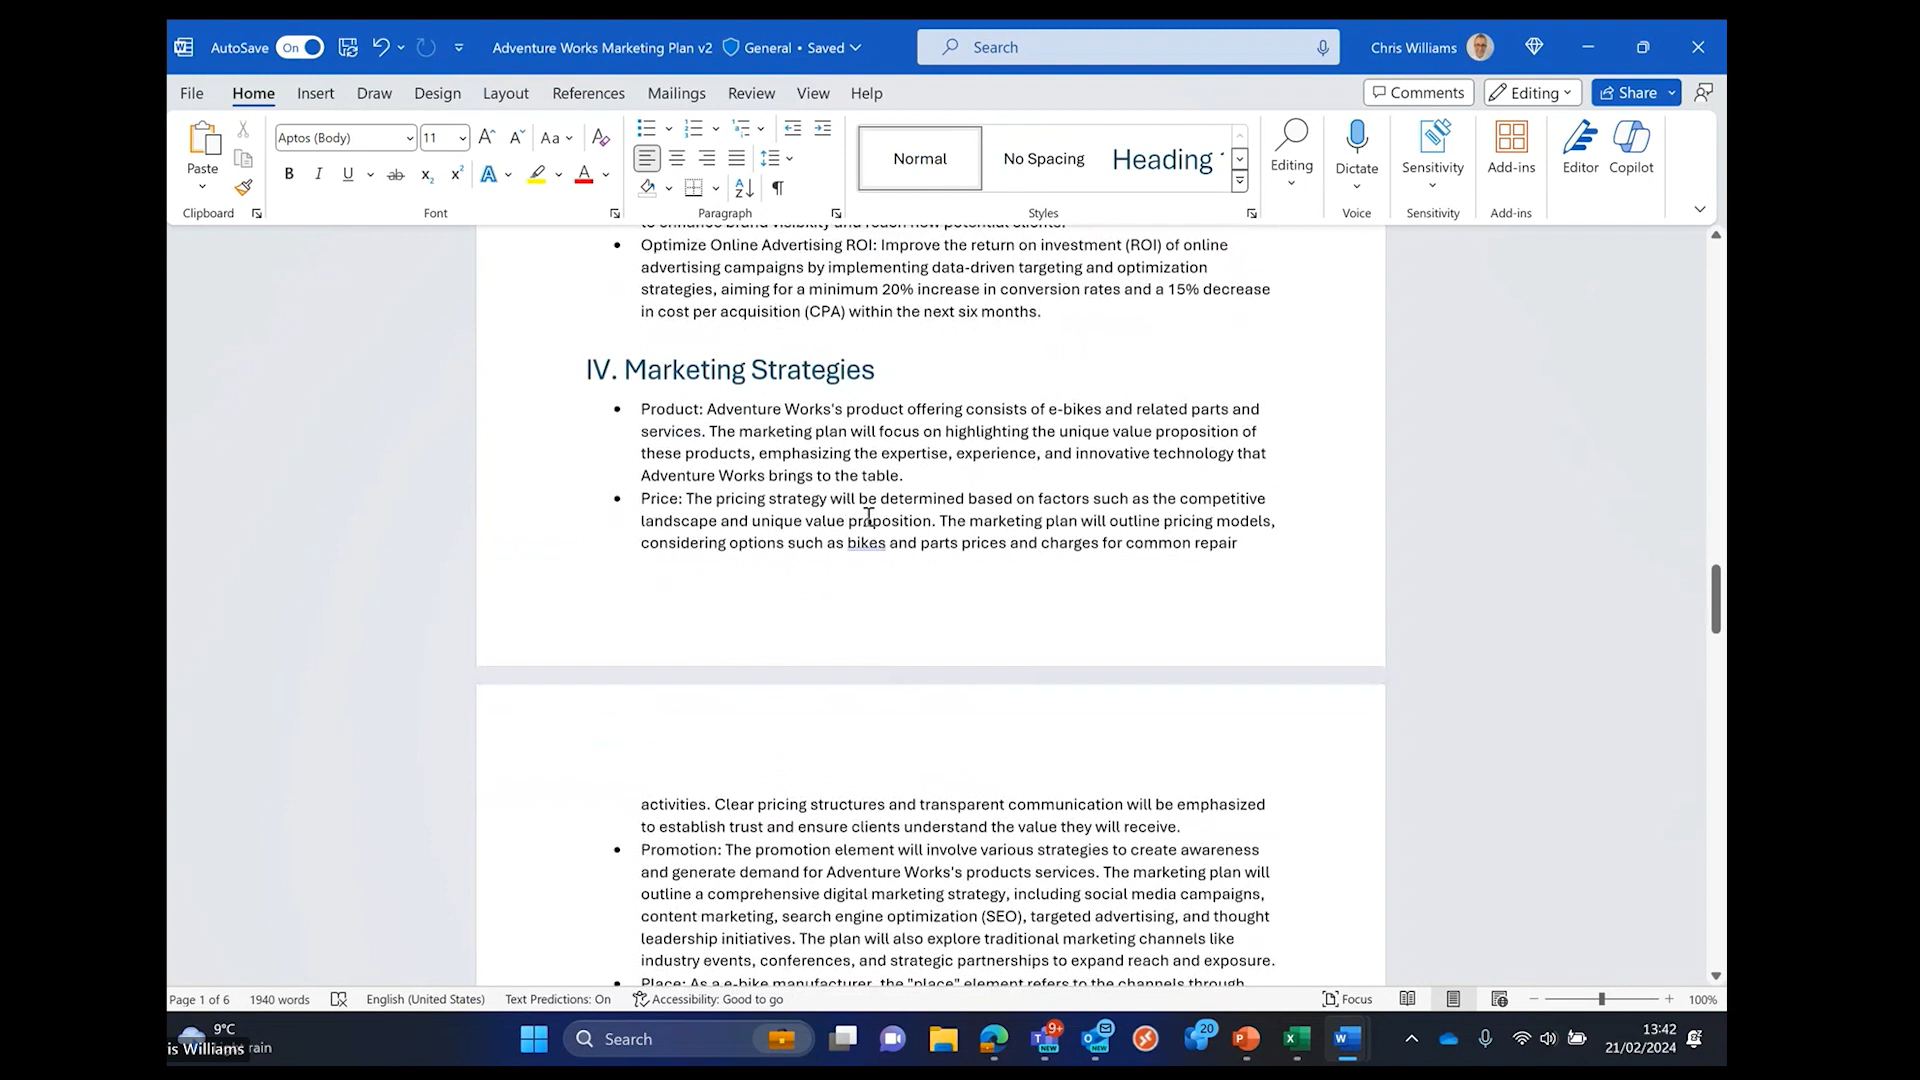 AutoSave On Adventure Works Marketing Plan v2 General • Saved Search Chris Williams
File Home Insert Draw Design Layout References Mailings Review View Help Comments Editing Share
Paste Aptos (Body) 11 Aa Normal No Spacing Heading Editing Dictate Sensitivity Add-ins Editor Copilot
B I U ab x₂ x² A A
Clipboard Font Paragraph Styles Voice Sensitivity Add-ins
to enhance brand visibility and reach new potential clients.
• Optimize Online Advertising ROI: Improve the return on investment (ROI) of online
advertising campaigns by implementing data-driven targeting and optimization
strategies, aiming for a minimum 20% increase in conversion rates and a 15% decrease
in cost per acquisition (CPA) within the next six months.
IV. Marketing Strategies
• Product: Adventure Works's product offering consists of e-bikes and related parts and
services. The marketing plan will focus on highlighting the unique value proposition of
these products, emphasizing the expertise, experience, and innovative technology that
Adventure Works brings to the table.
• Price: The pricing strategy will be determined based on factors such as the competitive
landscape and unique value proposition. The marketing plan will outline pricing models,
considering options such as bikes and parts prices and charges for common repair
activities. Clear pricing structures and transparent communication will be emphasized
to establish trust and ensure clients understand the value they will receive.
• Promotion: The promotion element will involve various strategies to create awareness
and generate demand for Adventure Works's products services. The marketing plan will
outline a comprehensive digital marketing strategy, including social media campaigns,
content marketing, search engine optimization (SEO), targeted advertising, and thought
leadership initiatives. The plan will also explore traditional marketing channels like
industry events, conferences, and strategic partnerships to expand reach and exposure.
• Place: As a e-bike manufacturer, the "place" element refers to the channels through
Page 1 of 6 1940 words English (United States) Text Predictions: On Accessibility: Good to go Focus 100%
9°C Search 9+ NEW NEW 20 13:42
is Williams rain 21/02/2024